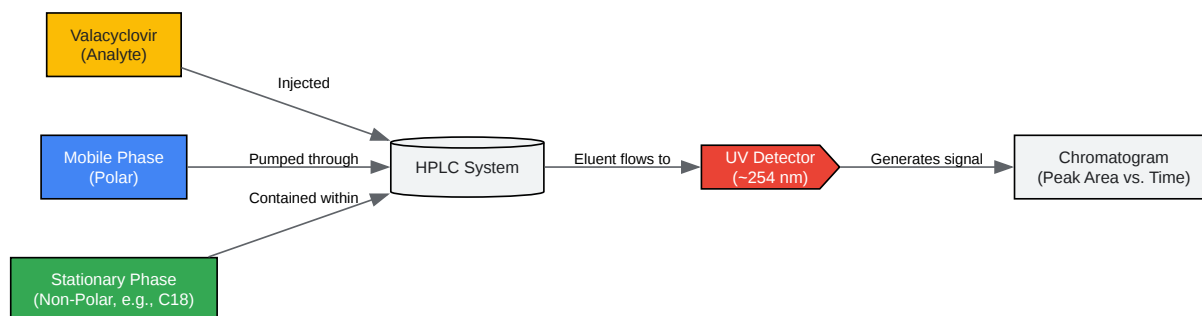 Valacyclovir
(Analyte)
Injected
Mobile Phase
(Polar)
Pumped through
HPLC System
Eluent flows to
UV Detector
(~254 nm)
Generates signal
Chromatogram
(Peak Area vs. Time)
Contained within
Stationary Phase
(Non-Polar, e.g., C18)